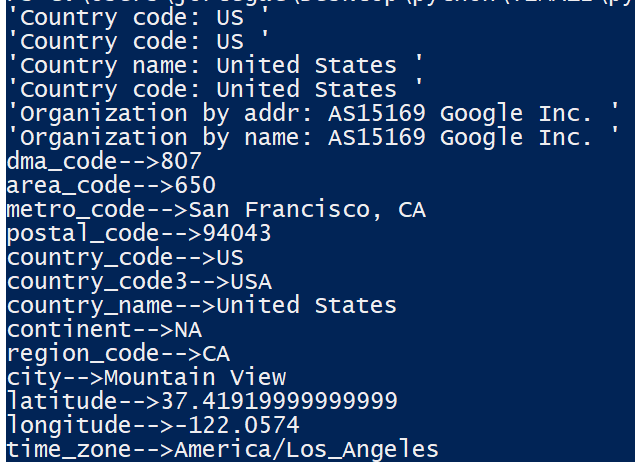 'Country code: US '
'Country code: US '
'Country name: United States '
'Country code: United States '
'Organization by addr: AS15169 Google Inc. '
'Organization by name: AS15169 Google Inc. '
dma_code-->807
area_code-->650
metro_code-->San Francisco, CA
postal_code-->94043
country_code-->US
country_code3-->USA
country_name-->United States
continent-->NA
region_code-->CA
city-->Mountain View
latitude-->37.41919999999999
longitude-->-122.0574
time_zone-->America/Los_Angeles